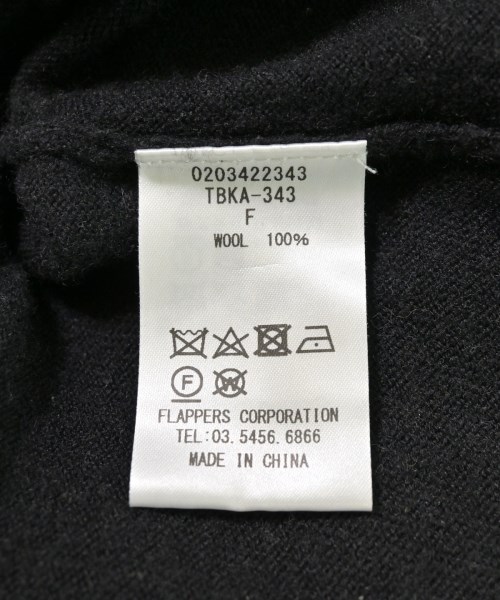 0203422343
TBKA-343
F
WOOL 100%
F W
FLAPPERS CORPORATION
TEL:03.5456.6866
MADE IN CHINA